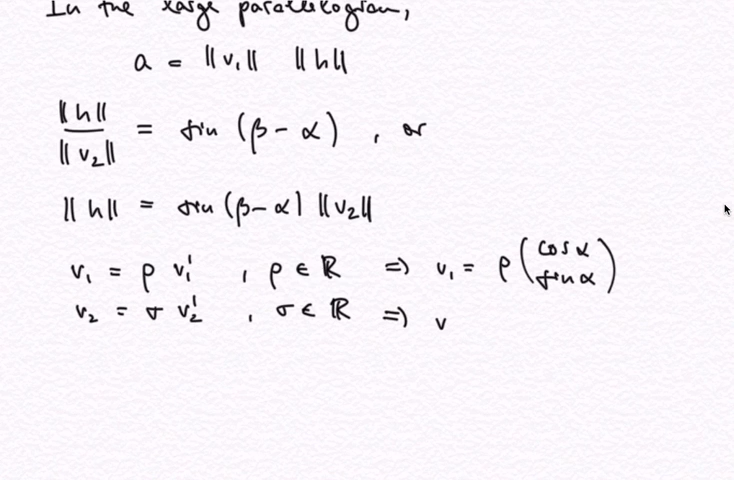 In the large parallelogram,
a = ||v₁|| ||h||
||h|| / ||v₂|| = sin (β - α) , or
||h|| = sin (β - α) ||v₂||
v₁ = ρ v₁' , ρ ∈ ℝ ⇒ v₁ = ρ (cos α
sin α)
v₂ = σ v₂' , σ ∈ ℝ ⇒ v